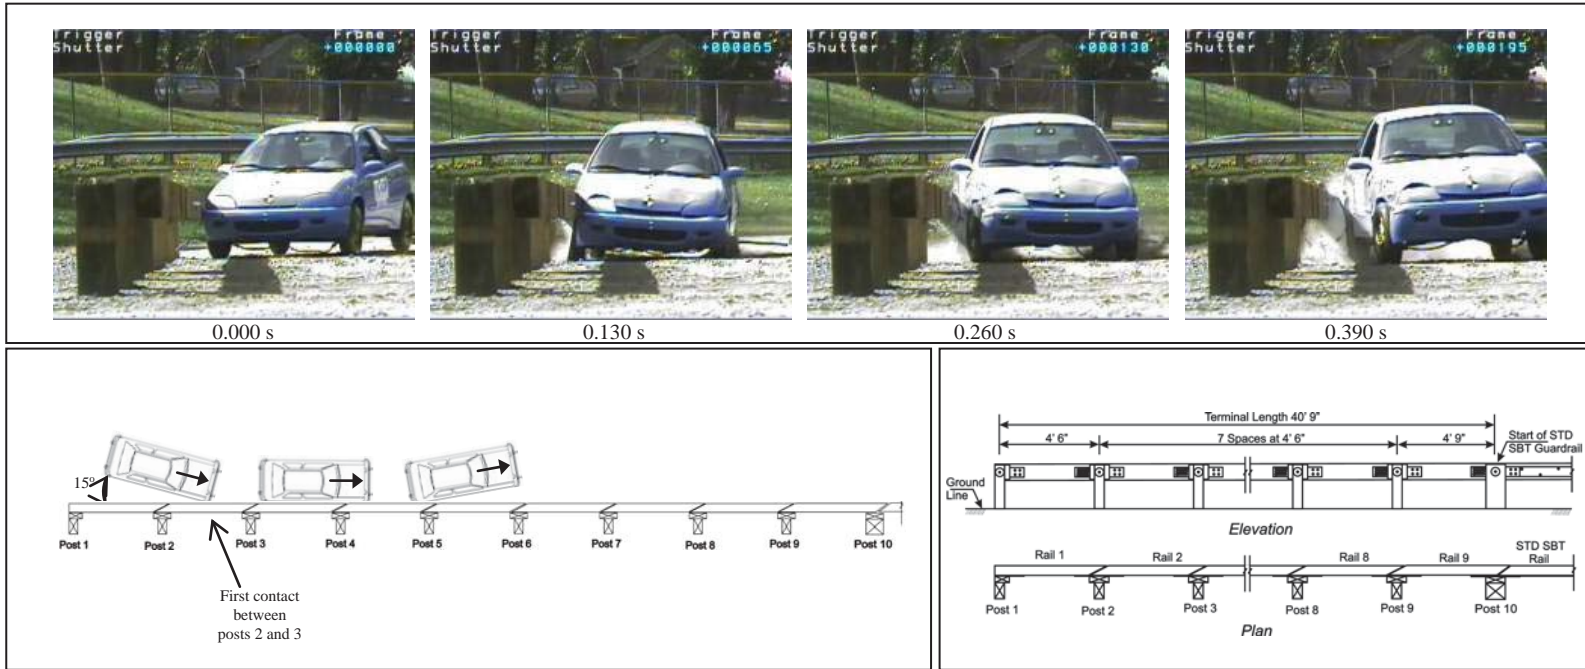 Trigger Frame
Shutter +000000
Trigger Frame
Shutter +000065
Trigger Frame
Shutter +000130
Trigger Frame
Shutter +000195
0.000 s
0.130 s
0.260 s
0.390 s
15°
Post 1
Post 2
Post 3
Post 4
Post 5
Post 6
Post 7
Post 8
Post 9
Post 10
First contact
between
posts 2 and 3
Terminal Length 40' 9"
4' 6"
7 Spaces at 4' 6"
4' 9"
Start of STD
SBT Guardrail
Ground
Line
Elevation
Rail 1
Rail 2
Rail 8
Rail 9
STD SBT
Rail
Post 1
Post 2
Post 3
Post 8
Post 9
Post 10
Plan